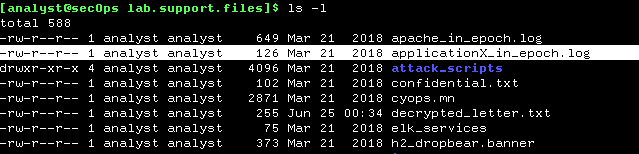 [analyst@secOps lab.support.files]$ ls -l
total 588
-rw-r--r-- 1 analyst analyst    649 Mar 21  2018 apache_in_epoch.log
-rw-r--r-- 1 analyst analyst    126 Mar 21  2018 applicationX_in_epoch.log
drwxr-xr-x 4 analyst analyst   4096 Mar 21  2018 attack_scripts
-rw-r--r-- 1 analyst analyst    102 Mar 21  2018 confidential.txt
-rw-r--r-- 1 analyst analyst   2871 Mar 21  2018 cyops.mn
-rw-r--r-- 1 analyst analyst    255 Jun 25 00:34 decrypted_letter.txt
-rw-r--r-- 1 analyst analyst     75 Mar 21  2018 elk_services
-rw-r--r-- 1 analyst analyst    373 Mar 21  2018 h2_dropbear.banner